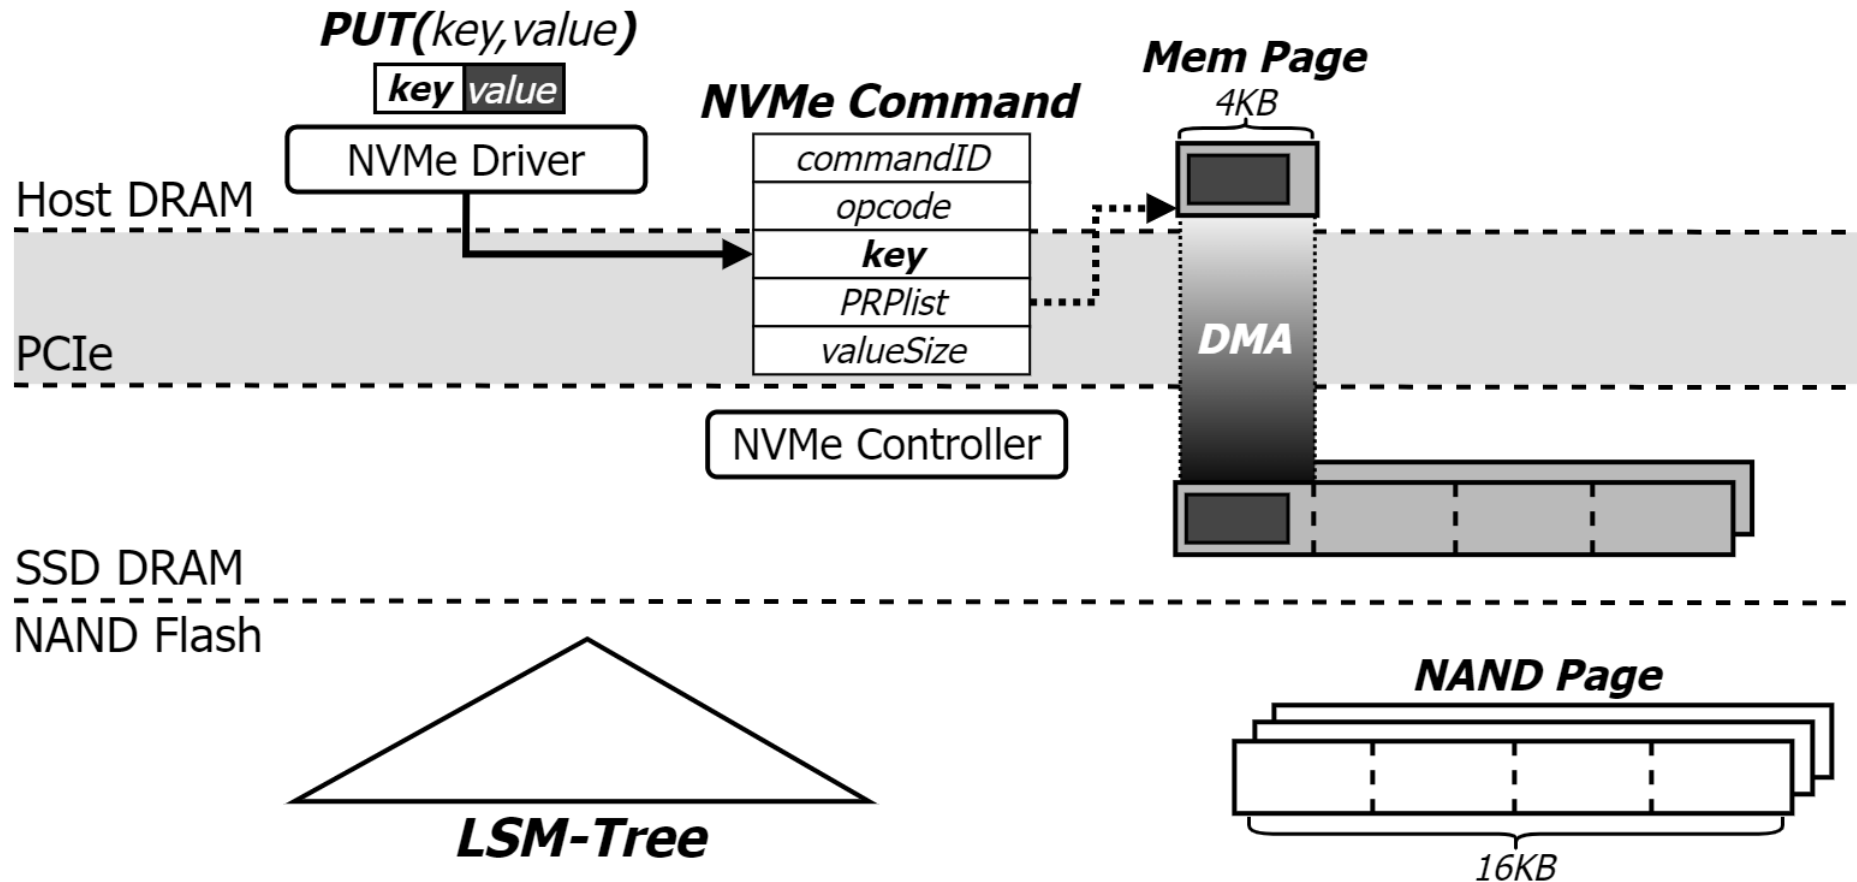 PUT(key,value)
key value
NVMe Driver
Host DRAM
NVMe Command
commandID
opcode
key
PRPlist
valueSize
Mem Page
4KB
DMA
PCIe
NVMe Controller
SSD DRAM
NAND Flash
LSM-Tree
NAND Page
16KB